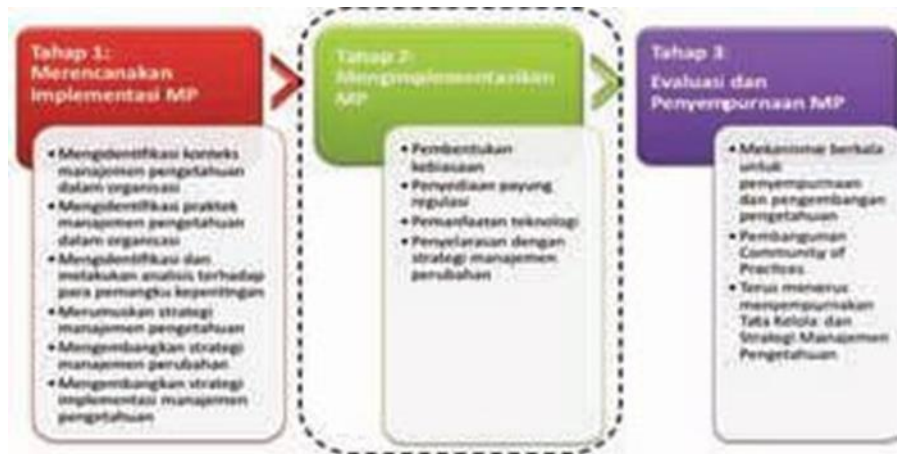 Tahap 1:
Merencanakan
Implementasi MP
• Mengidentifikasi konteks
manajemen pengetahuan
dalam organisasi
• Mengidentifikasi praktek
manajemen pengetahuan
dalam organisasi
• Mengidentifikasi dan
melakukan analisis terhadap
para pemangku kepentingan
• Merumuskan strategi
manajemen pengetahuan
• Mengembangkan strategi
manajemen perubahan
• Mengembangkan strategi
implementasi manajemen
pengetahuan
Tahap 2:
Mengimplementasikan
MP
• Pembentukan
kebiasaan
• Penyediaan payung
regulasi
• Pemanfaatan teknologi
• Penyelarasan dengan
strategi manajemen
perubahan
Tahap 3
Evaluasi dan
Penyempurnaan MP
• Mekanisme berkala
untuk
penyempurnaan
dan pengembangan
pengetahuan
• Pembangunan
Community of
Practices
• Terus menerus
menyempurnakan
Tata Kelola dan
Strategi Manajemen
Pengetahuan